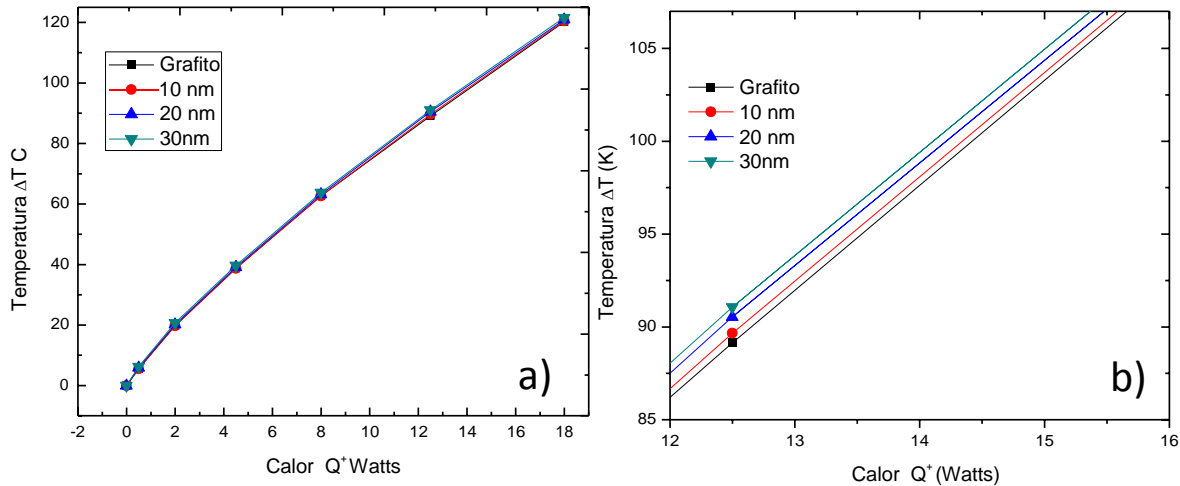 120
100
80
60
40
20
0
Temperatura ΔT C
Grafito
10 nm
20 nm
30nm
a)
-2 0 2 4 6 8 10 12 14 16 18
Calor Q⁺ Watts
105
100
95
90
85
Temperatura ΔT (K)
Grafito
10 nm
20 nm
30nm
b)
12 13 14 15 16
Calor Q⁺ (Watts)